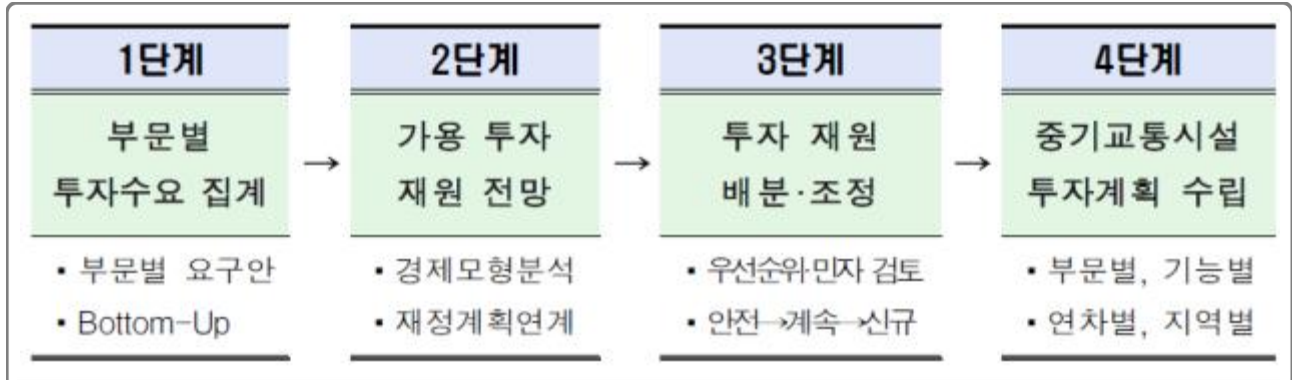 1단계
부문별
투자수요 집계
▪ 부문별 요구안
▪ Bottom-Up
→
2단계
가용 투자
재원 전망
▪ 경제모형분석
▪ 재정계획연계
→
3단계
투자 재원
배분·조정
▪ 우선순위·민자 검토
▪ 안전→계속→신규
→
4단계
중기교통시설
투자계획 수립
▪ 부문별, 기능별
▪ 연차별, 지역별